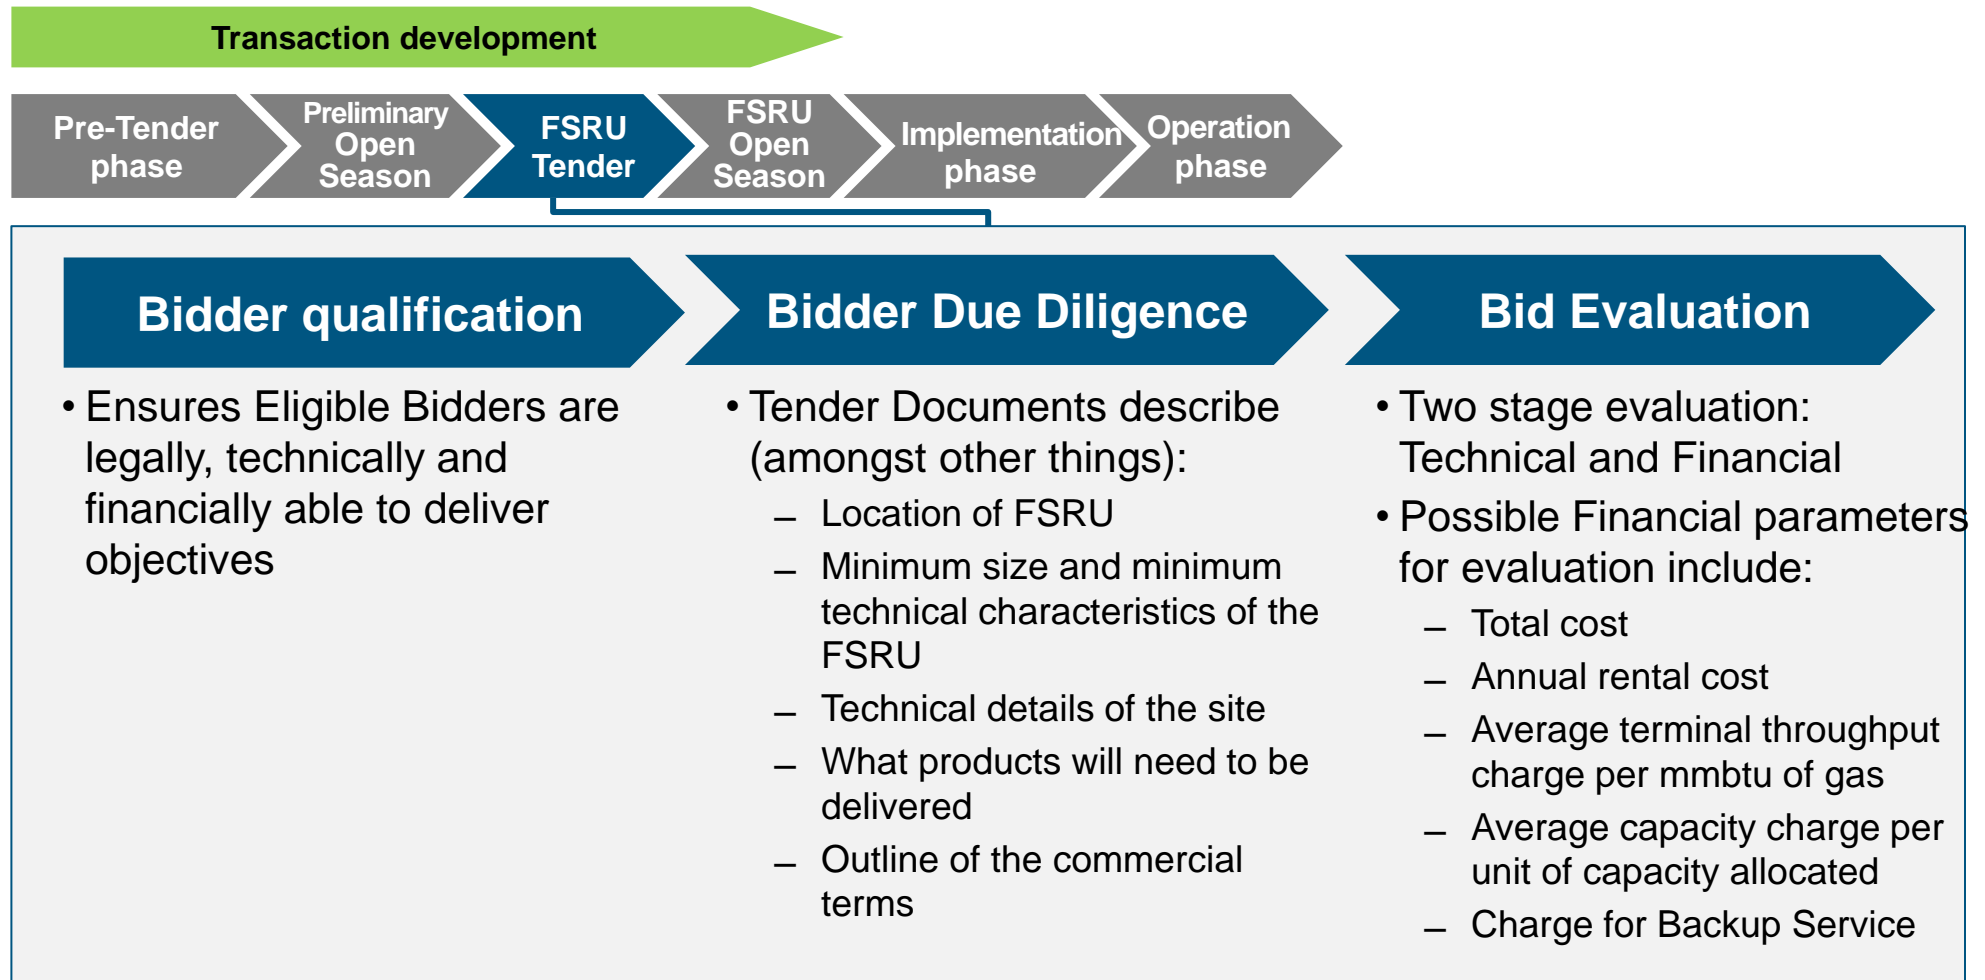 Transaction development
Pre-Tender
phase
Preliminary
Open
Season
FSRU
Tender
FSRU
Open
Season
Implementation
phase
Operation
phase
Bidder qualification
• Ensures Eligible Bidders are
legally, technically and
financially able to deliver
objectives
Bidder Due Diligence
• Tender Documents describe
(amongst other things):
– Location of FSRU
– Minimum size and minimum
technical characteristics of the
FSRU
– Technical details of the site
– What products will need to be
delivered
– Outline of the commercial
terms
Bid Evaluation
• Two stage evaluation:
Technical and Financial
• Possible Financial parameters
for evaluation include:
– Total cost
– Annual rental cost
– Average terminal throughput
charge per mmbtu of gas
– Average capacity charge per
unit of capacity allocated
– Charge for Backup Service